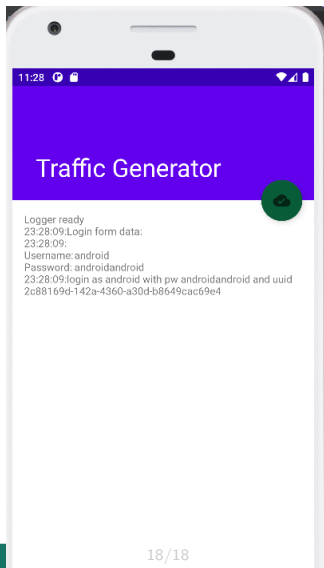 11:28
Traffic Generator
Logger ready
23:28:09:Login form data:
23:28:09:
Username: android
Password: androidandroid
23:28:09:login as android with pw androidandroid and uuid
2c88169d-142a-4360-a30d-b8649cac69e4
18/18